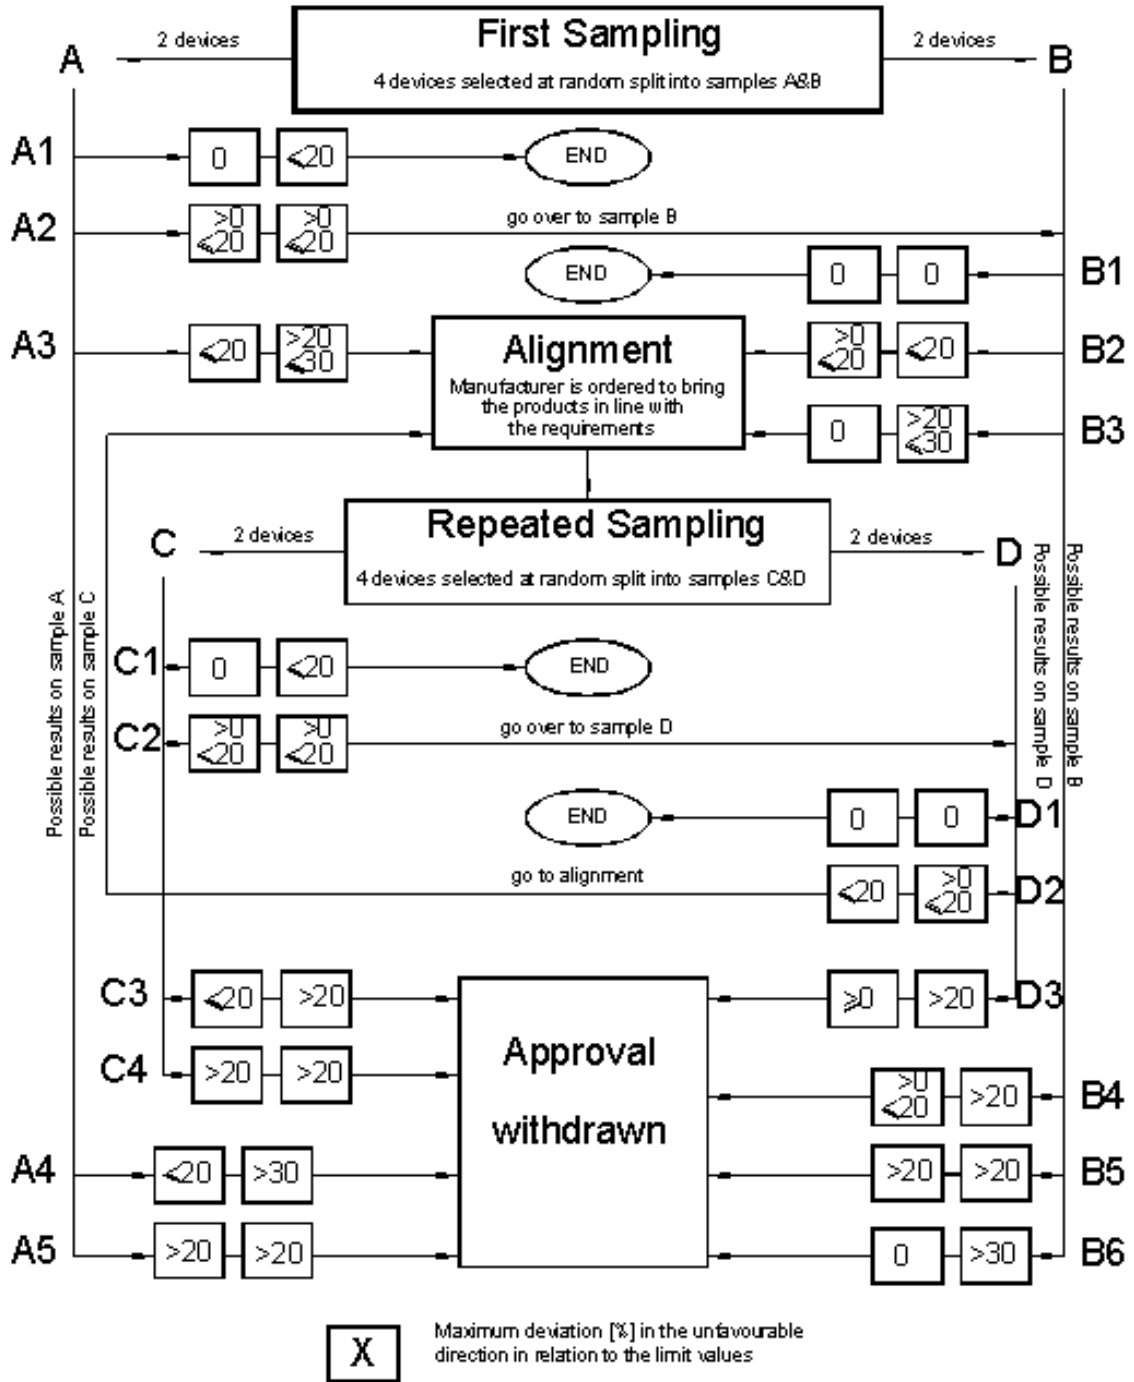 First Sampling
4 devices selected at random split into samples A&B
A
2 devices
2 devices
B
A1
0
⩽20
END
A2
>0
⩽20
>0
⩽20
go over to sample B
END
0
0
B1
A3
⩽20
>20
⩽30
Alignment
Manufacturer is ordered to bring
the products in line with
the requirements
>0
⩽20
⩽20
B2
0
>20
⩽30
B3
Repeated Sampling
4 devices selected at random split into samples C&D
C
2 devices
2 devices
D
Possible results on sample A
Possible results on sample C
Possible results on sample D
Possible results on sample B
C1
0
⩽20
END
C2
>0
⩽20
>0
⩽20
go over to sample D
END
0
0
D1
go to alignment
⩽20
>0
⩽20
D2
C3
⩽20
>20
Approval
withdrawn
⩾0
>20
D3
C4
>20
>20
>0
⩽20
>20
B4
A4
⩽20
>30
>20
>20
B5
A5
>20
>20
0
>30
B6
X
Maximum deviation [%] in the unfavourable
direction in relation to the limit values